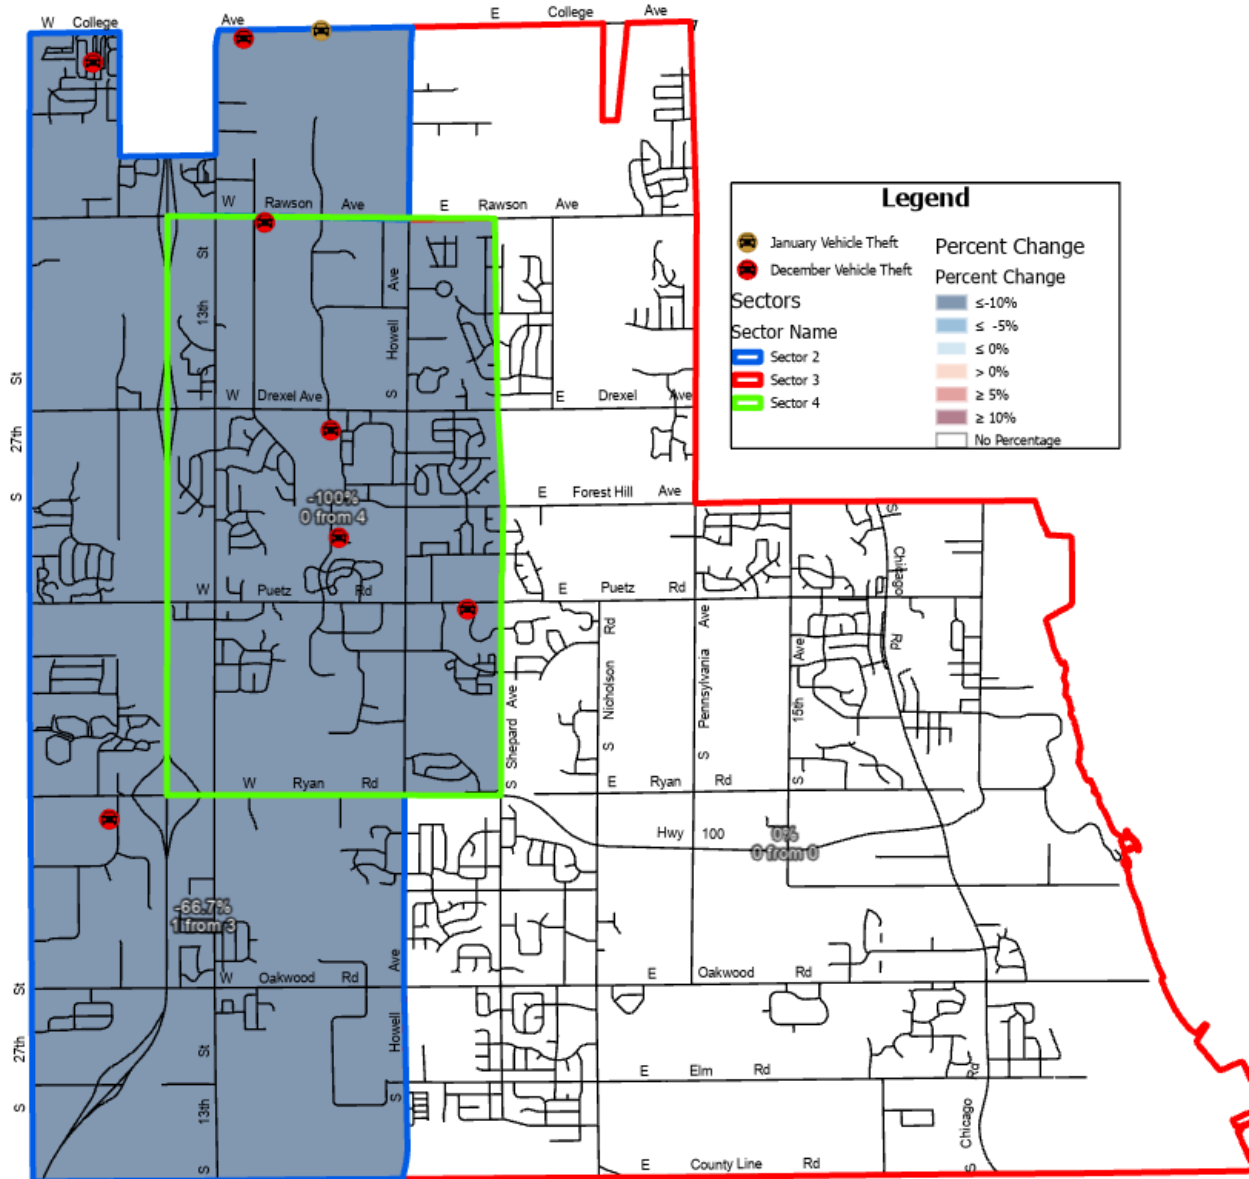 W College Ave
E College Ave
W Rawson Ave
E Rawson Ave
Legend
January Vehicle Theft
December Vehicle Theft
Sectors
Sector Name
Sector 2
Sector 3
Sector 4
Percent Change
Percent Change
≤-10%
≤ -5%
≤ 0%
> 0%
≥ 5%
≥ 10%
No Percentage
S 13th St
S Howell Ave
S 27th St
W Drexel Ave
E Drexel Ave
-100%
0 from 4
E Forest Hill Ave
W Puetz Rd
E Puetz Rd
S Chicago Rd
S Shepard Ave
S Nicholson Rd
S Pennsylvania Ave
S 15th Ave
W Ryan Rd
E Ryan Rd
Hwy 100
0%
0 from 0
-66.7%
1 from 3
W Oakwood Rd
E Oakwood Rd
S 27th St
S 13th St
S Howell Ave
E Elm Rd
S Chicago Rd
E County Line Rd